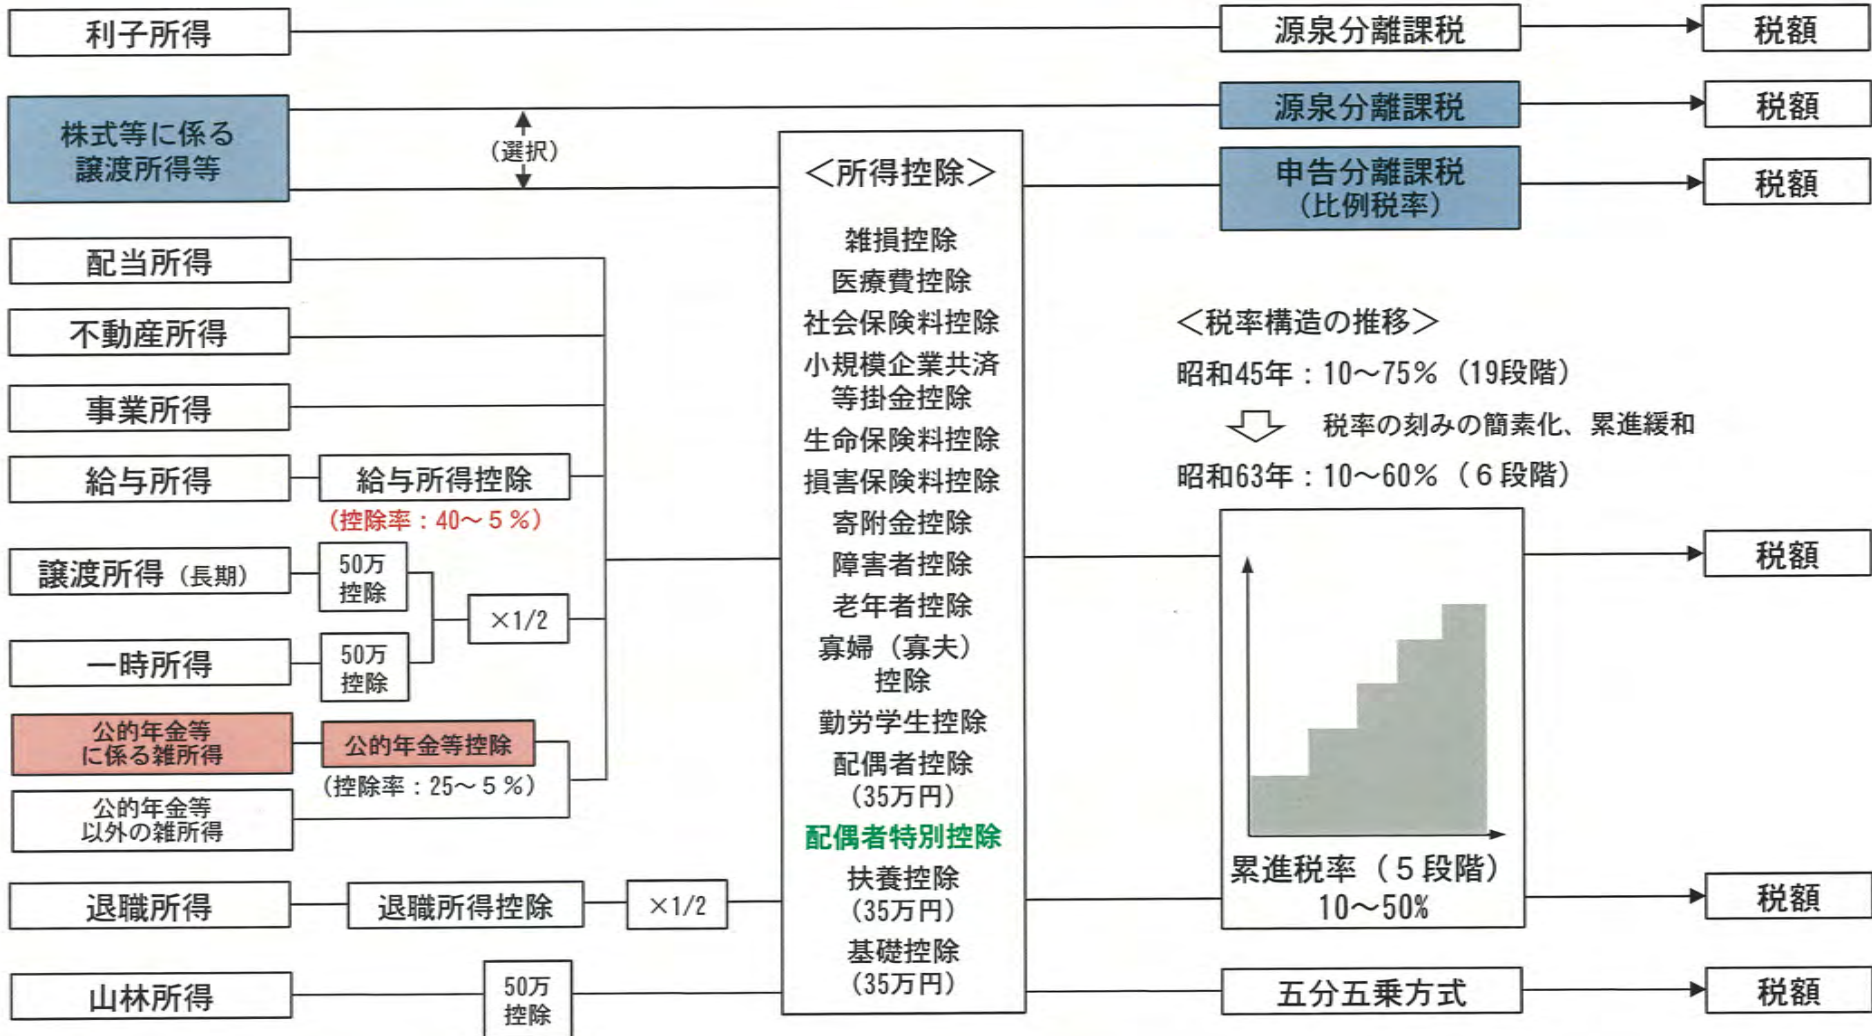 利子所得
源泉分離課税
税額
株式等に係る
譲渡所得等
(選択)
源泉分離課税
税額
申告分離課税
(比例税率)
税額
配当所得
不動産所得
事業所得
給与所得
給与所得控除
(控除率：40～5％)
譲渡所得（長期）
50万
控除
×1/2
一時所得
50万
控除
公的年金等
に係る雑所得
公的年金等控除
(控除率：25～5％)
公的年金等
以外の雑所得
退職所得
退職所得控除
×1/2
山林所得
50万
控除
＜所得控除＞
雑損控除
医療費控除
社会保険料控除
小規模企業共済
等掛金控除
生命保険料控除
損害保険料控除
寄附金控除
障害者控除
老年者控除
寡婦（寡夫）
控除
勤労学生控除
配偶者控除
(35万円)
配偶者特別控除
扶養控除
(35万円)
基礎控除
(35万円)
＜税率構造の推移＞
昭和45年：10～75％（19段階）
税率の刻みの簡素化、累進緩和
昭和63年：10～60％（６段階）
累進税率（５段階）
10～50%
税額
税額
五分五乗方式
税額